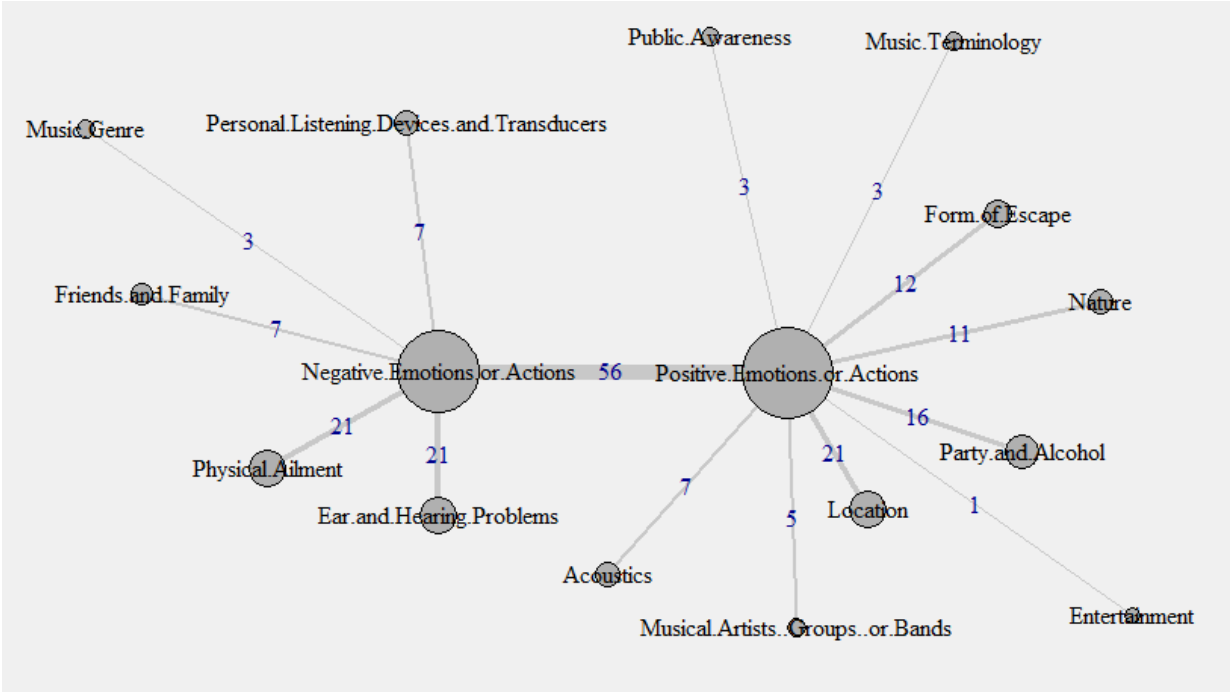 Public.Awareness
Music.Terminology
Music.Genre
Personal.Listening.Devices.and.Transducers
3
3
Form.of.Escape
7
3
12
Friends.and.Family
Nature
7
11
Negative.Emotions.or.Actions
56
Positive.Emotions.or.Actions
21
16
21
21
Party.and.Alcohol
Physical.Ailment
7
Ear.and.Hearing.Problems
5
Location
1
Acoustics
Musical.Artists..Groups..or.Bands
Entertainment